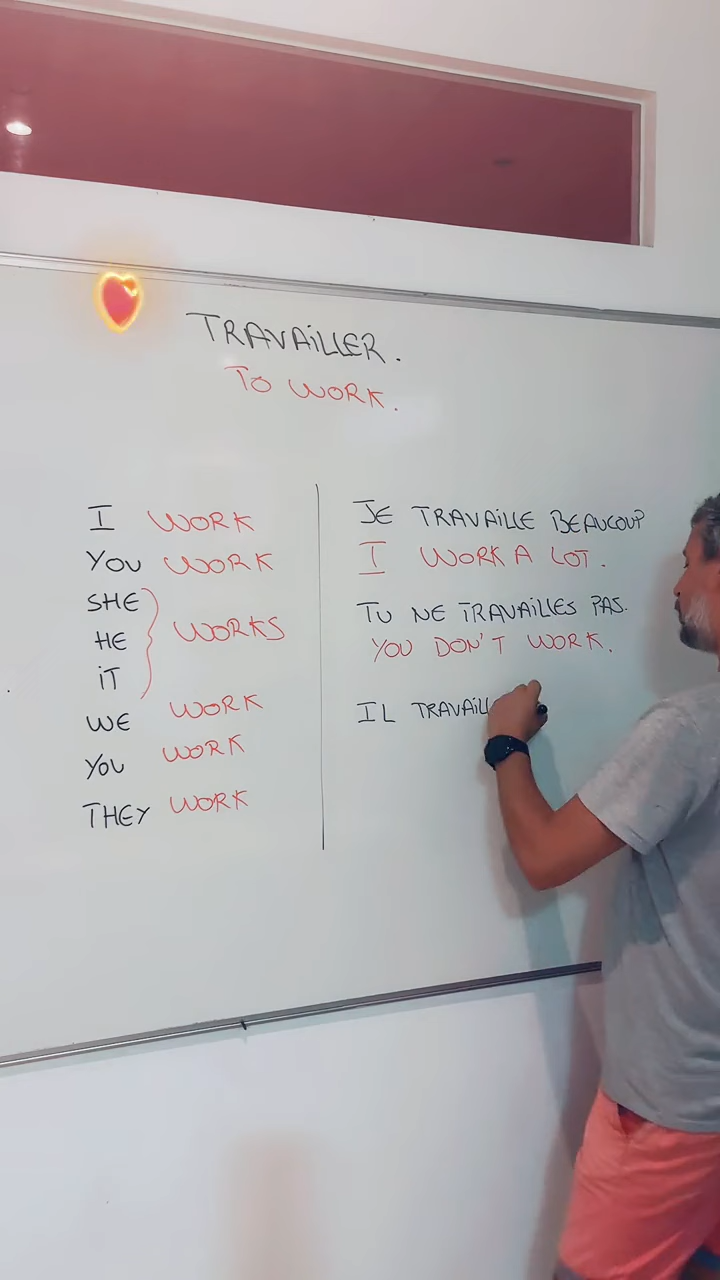 TRAVAiLLER.
TO WORK.
I WORK
YOU WORK
SHE
HE WORKS
iT
WE WORK
YOU WORK
THEY WORK
JE TRAVAiLLE BEAUCOUP
I WORK A LOT.
TU NE TRAVAiLLES PAS.
YOU DON'T WORK.
IL TRAVAiLL